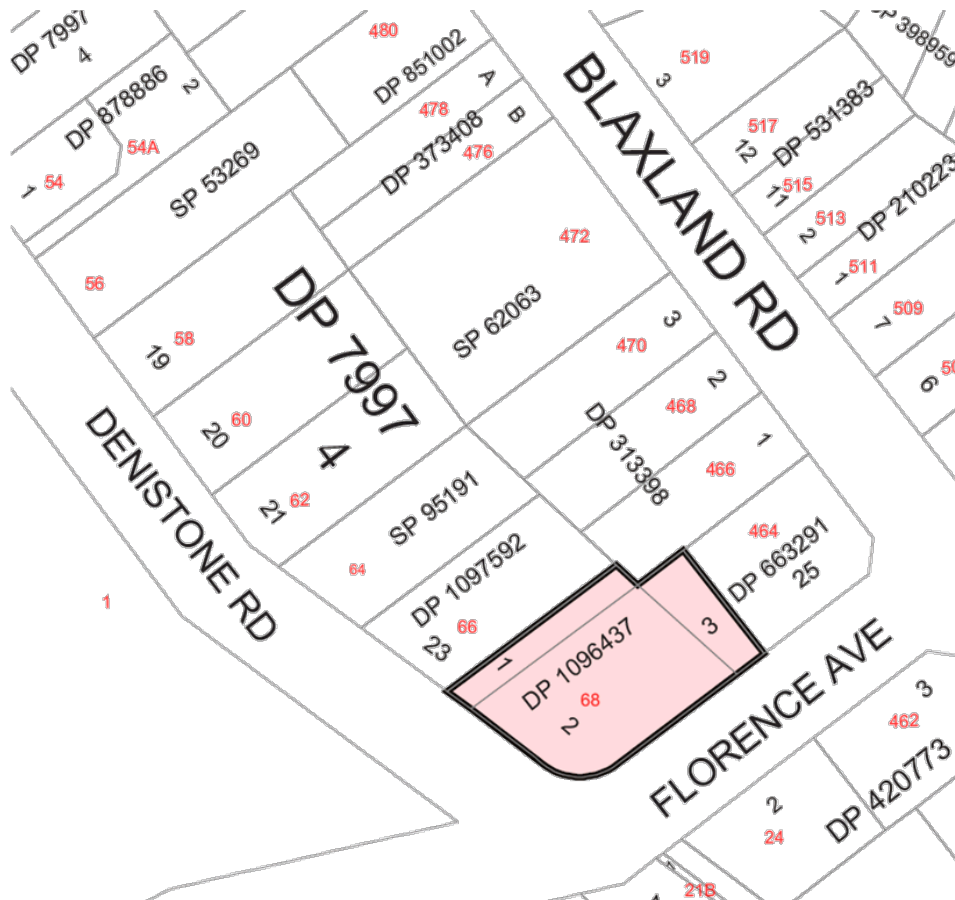 DP 7997
4
480
DP 851002
519
3
DP 398959
DP 878886
2
478
A
B
54A
DP 373408
476
517
12
DP 531383
1
54
SP 53269
BLAXLAND RD
11
515
513
2
DP 210223
472
511
1
56
509
7
DP 7997
4
SP 62063
58
19
470
3
6
60
20
468
2
DP 313398
466
1
62
21
DENISTONE RD
SP 95191
464
DP 663291
25
64
DP 1097592
66
23
1
1
DP 1096437
3
68
2
FLORENCE AVE
3
462
2
24
DP 420773
21B